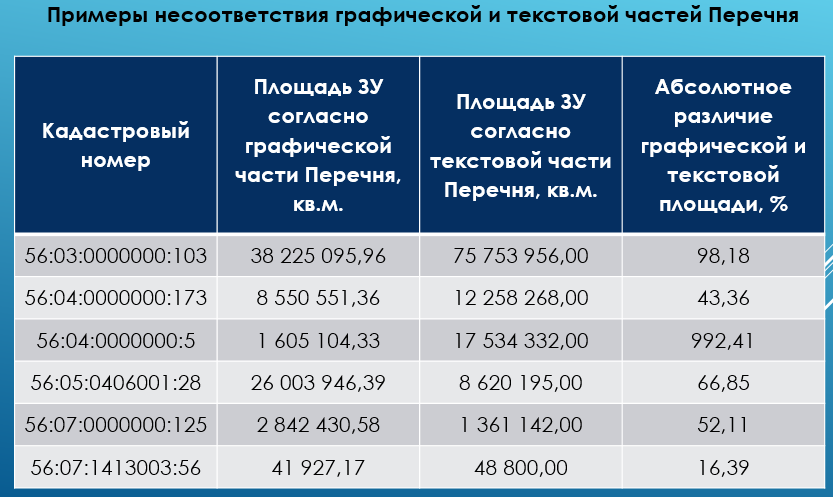 Примеры несоответствия графической и текстовой частей Перечня
Кадастровый
номер
Площадь ЗУ
согласно
графической
части Перечня,
кв.м.
Площадь ЗУ
согласно
текстовой части
Перечня, кв.м.
Абсолютное
различие
графической и
текстовой
площади, %
56:03:0000000:103 38 225 095,96 75 753 956,00 98,18
56:04:0000000:173 8 550 551,36 12 258 268,00 43,36
56:04:0000000:5 1 605 104,33 17 534 332,00 992,41
56:05:0406001:28 26 003 946,39 8 620 195,00 66,85
56:07:0000000:125 2 842 430,58 1 361 142,00 52,11
56:07:1413003:56 41 927,17 48 800,00 16,39